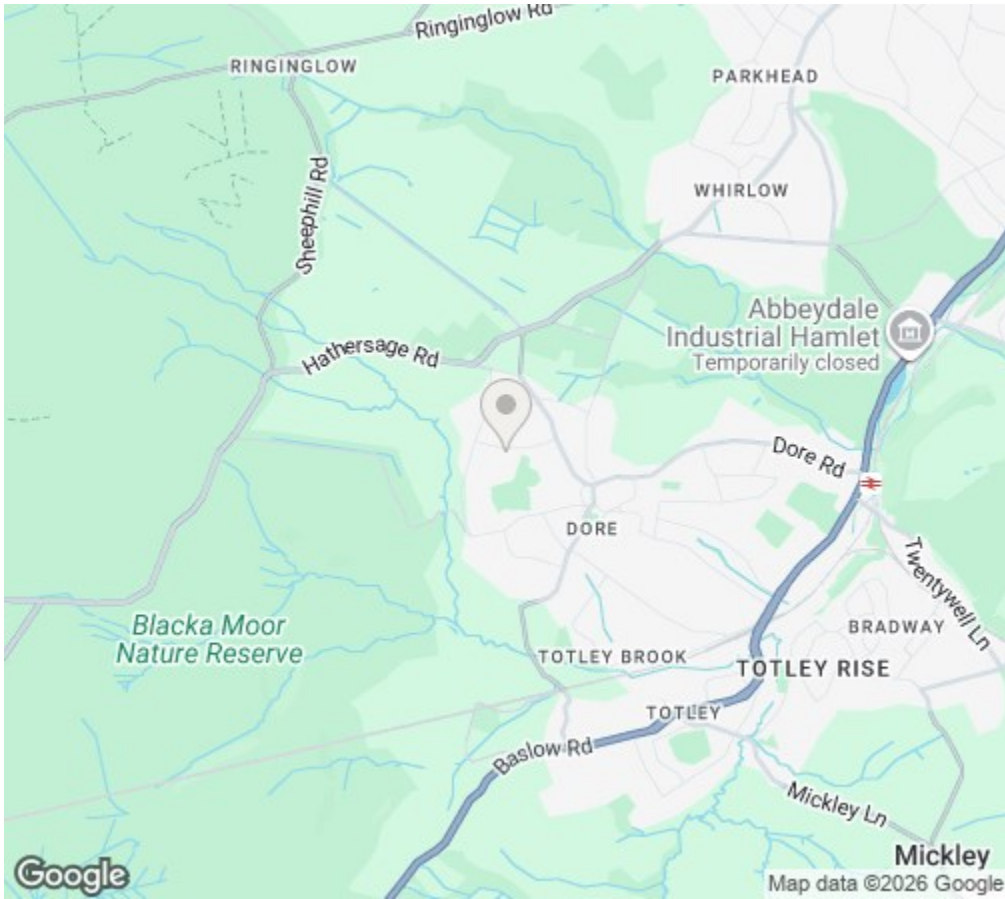 Ringinglow Rd
RINGINGLOW
PARKHEAD
WHIRLOW
Sheephill Rd
Abbeydale
Industrial Hamlet
Temporarily closed
Hathersage Rd
Dore Rd
DORE
Twentywell Ln
Blacka Moor
Nature Reserve
BRADWAY
TOTLEY BROOK
TOTLEY RISE
TOTLEY
Baslow Rd
Mickley Ln
Mickley
Google
Map data ©2026 Google